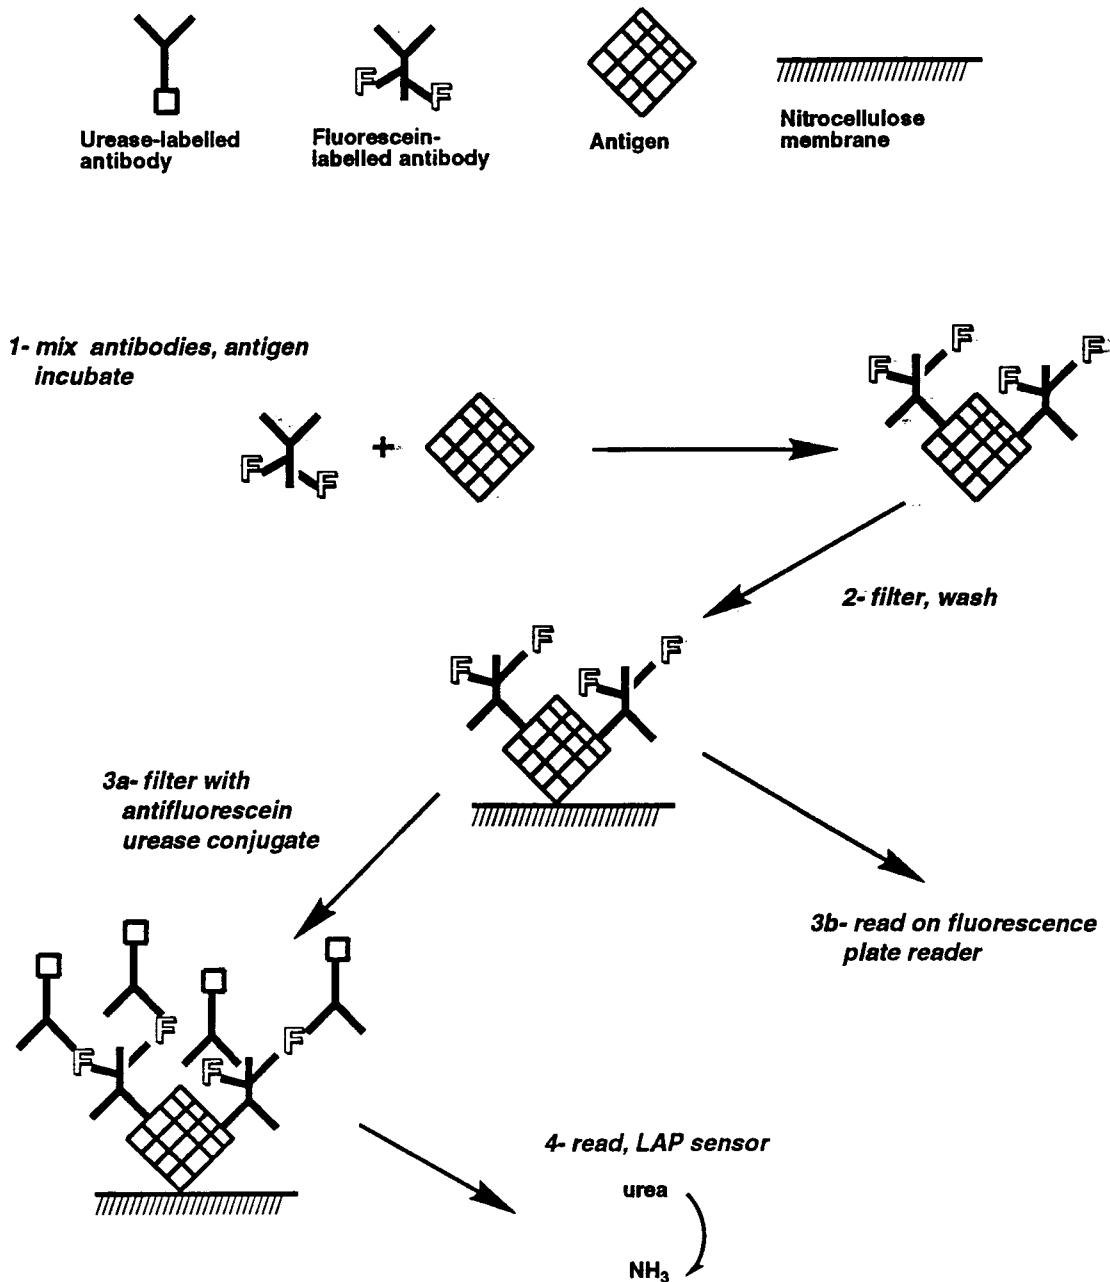 Urease-labelled
antibody
Fluorescein-
labelled antibody
Antigen
Nitrocellulose
membrane
F
F
1- mix antibodies, antigen
incubate
F
F
+
F
F
F
F
2- filter, wash
F
F
F
F
3a- filter with
antifluorescein
urease conjugate
3b- read on fluorescence
plate reader
F
F
F
F
4- read, LAP sensor
urea
NH₃